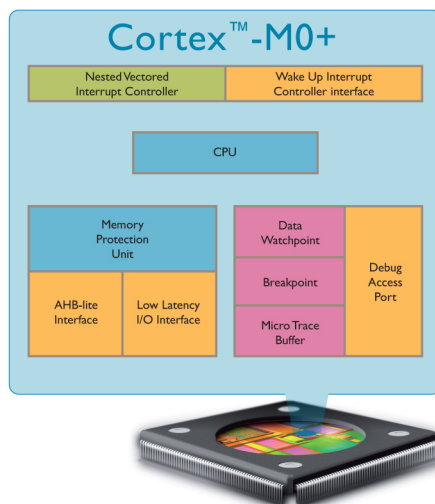 Cortex™-M0+
Nested Vectored
Interrupt Controller
Wake Up Interrupt
Controller interface
CPU
Memory
Protection
Unit
AHB-lite
Interface
Low Latency
I/O Interface
Data
Watchpoint
Breakpoint
Micro Trace
Buffer
Debug
Access
Port